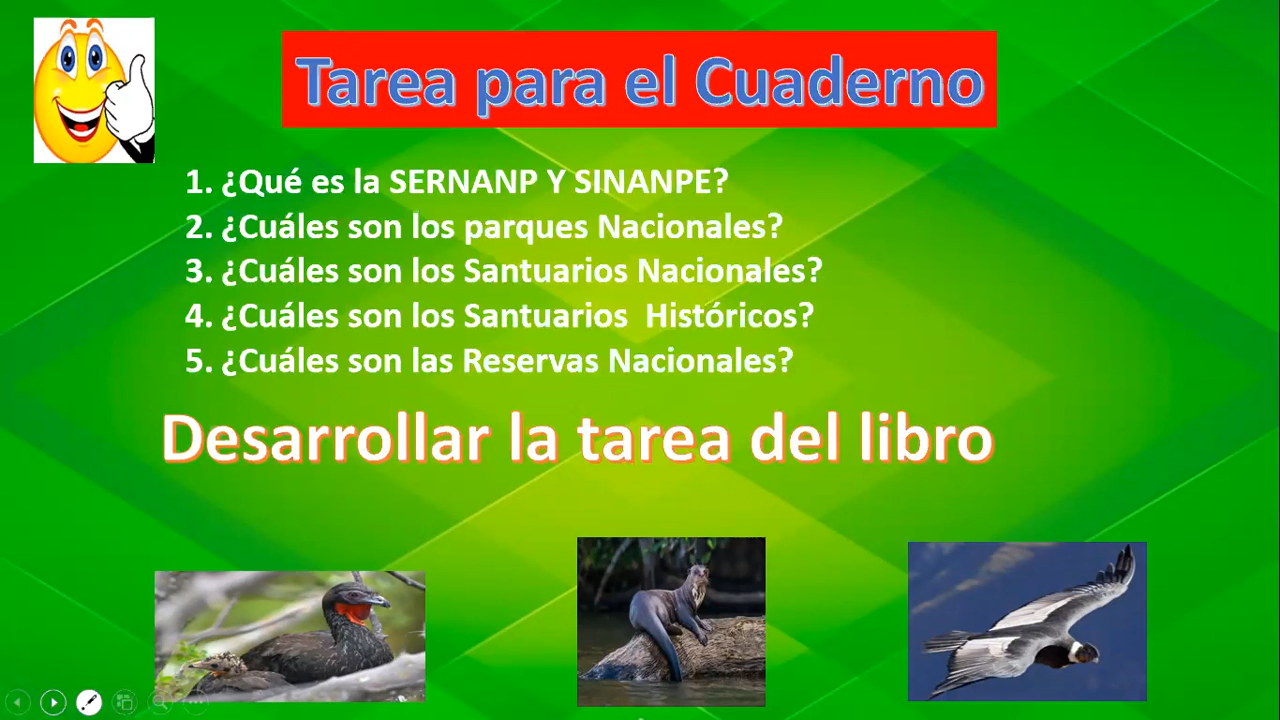 Tarea para el Cuaderno
1. ¿Qué es la SERNANP Y SINANPE?
2. ¿Cuáles son los parques Nacionales?
3. ¿Cuáles son los Santuarios Nacionales?
4. ¿Cuáles son los Santuarios Históricos?
5. ¿Cuáles son las Reservas Nacionales?
Desarrollar la tarea del libro